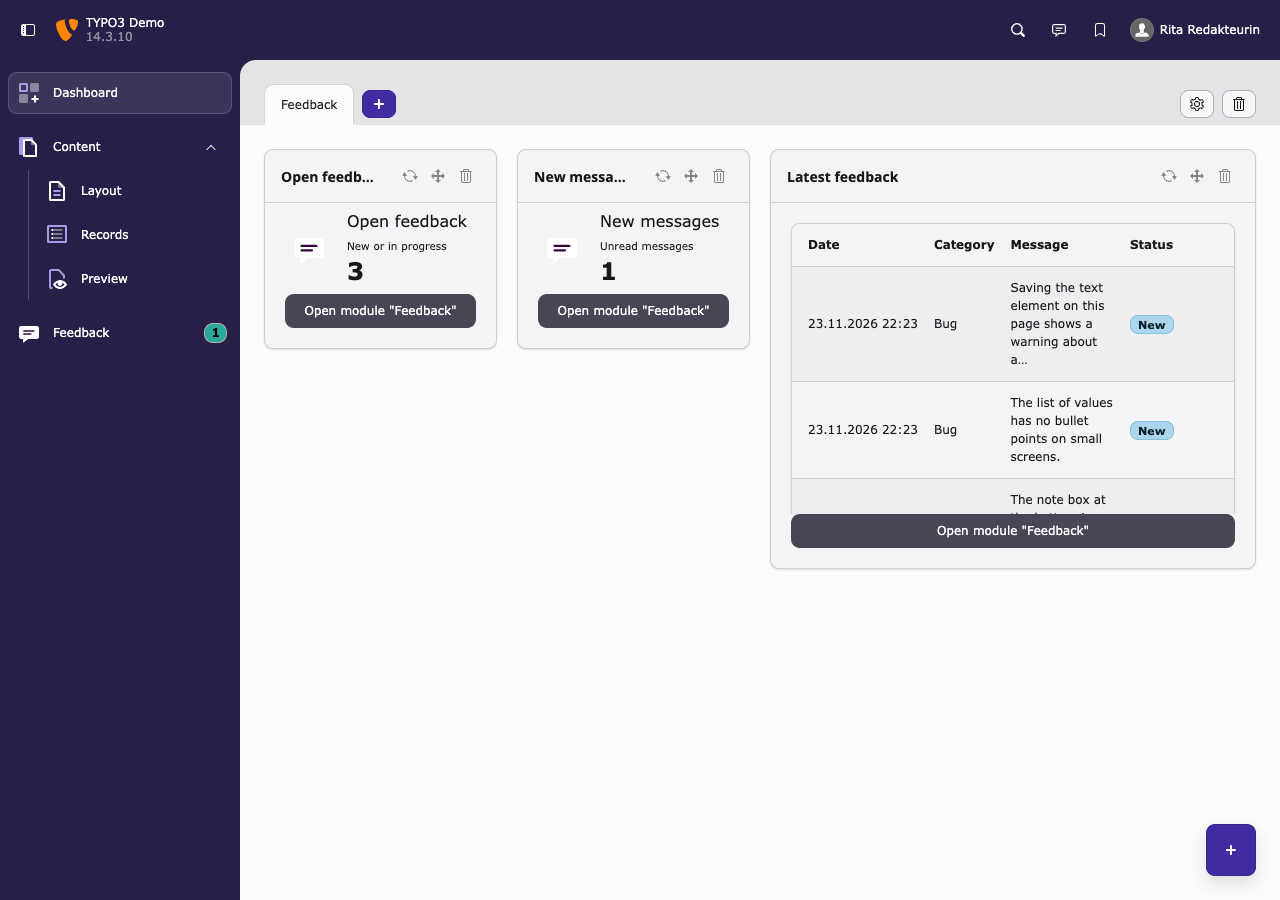 TYPO3 Demo
14.3.10
Rita Redakteurin
Dashboard
Content
Layout
Records
Preview
Feedback
1
Feedback
+
Open feedb...
Open feedback
New or in progress
3
Open module "Feedback"
New messa...
New messages
Unread messages
1
Open module "Feedback"
Latest feedback
Date Category Message Status
23.11.2026 22:23 Bug
Saving the text
element on this
page shows a
warning about
a...
New
23.11.2026 22:23 Bug
The list of values
has no bullet
points on small
screens.
New
The note box at
Open module "Feedback"
+